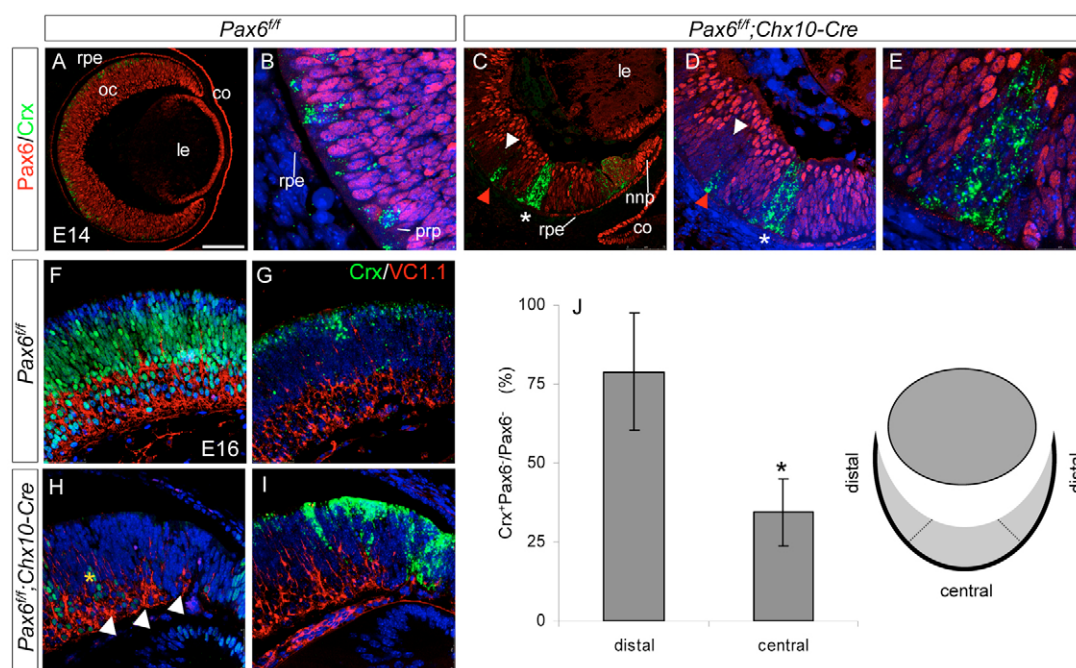 Pax6f/f
Pax6f/f;Chx10-Cre
Pax6/Crx
A
rpe
oc
co
le
E14
B
rpe
prp
C
le
nnp
*
rpe
co
D
*
E
Pax6f/f
F
E16
G
Crx/VC1.1
Pax6f/f;Chx10-Cre
H
*
I
J
Crx+Pax6-/Pax6- (%)
100
75
50
25
0
*
distal
central
distal
distal
central